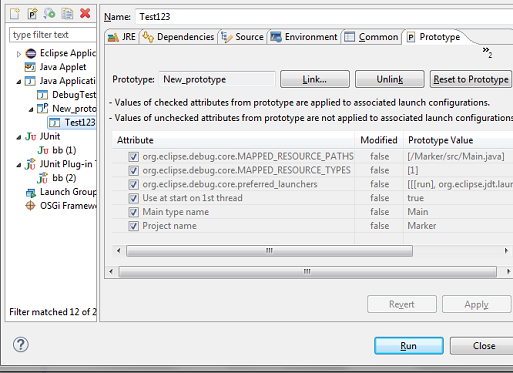 Name: Test123
type filter text
Eclipse Applic
Java Applet
Java Applicati
DebugTest
New_proto
Test123
JUnit
bb (1)
JUnit Plug-in T
bb (2)
Launch Group
OSGi Framew
Filter matched 12 of 2
JRE Dependencies Source Environment Common Prototype
»2
Prototype: New_prototype Link... Unlink Reset to Prototype
- Values of checked attributes from prototype are applied to associated launch configurations.
- Values of unchecked attributes from prototype are not applied to associated launch configuration
Attribute Modified Prototype Value
org.eclipse.debug.core.MAPPED_RESOURCE_PATHS false [/Marker/src/Main.java]
org.eclipse.debug.core.MAPPED_RESOURCE_TYPES false [1]
org.eclipse.debug.core.preferred_launchers false [[[run], org.eclipse.jdt.lau
Use at start on 1st thread false true
Main type name false Main
Project name false Marker
Revert Apply
Run Close